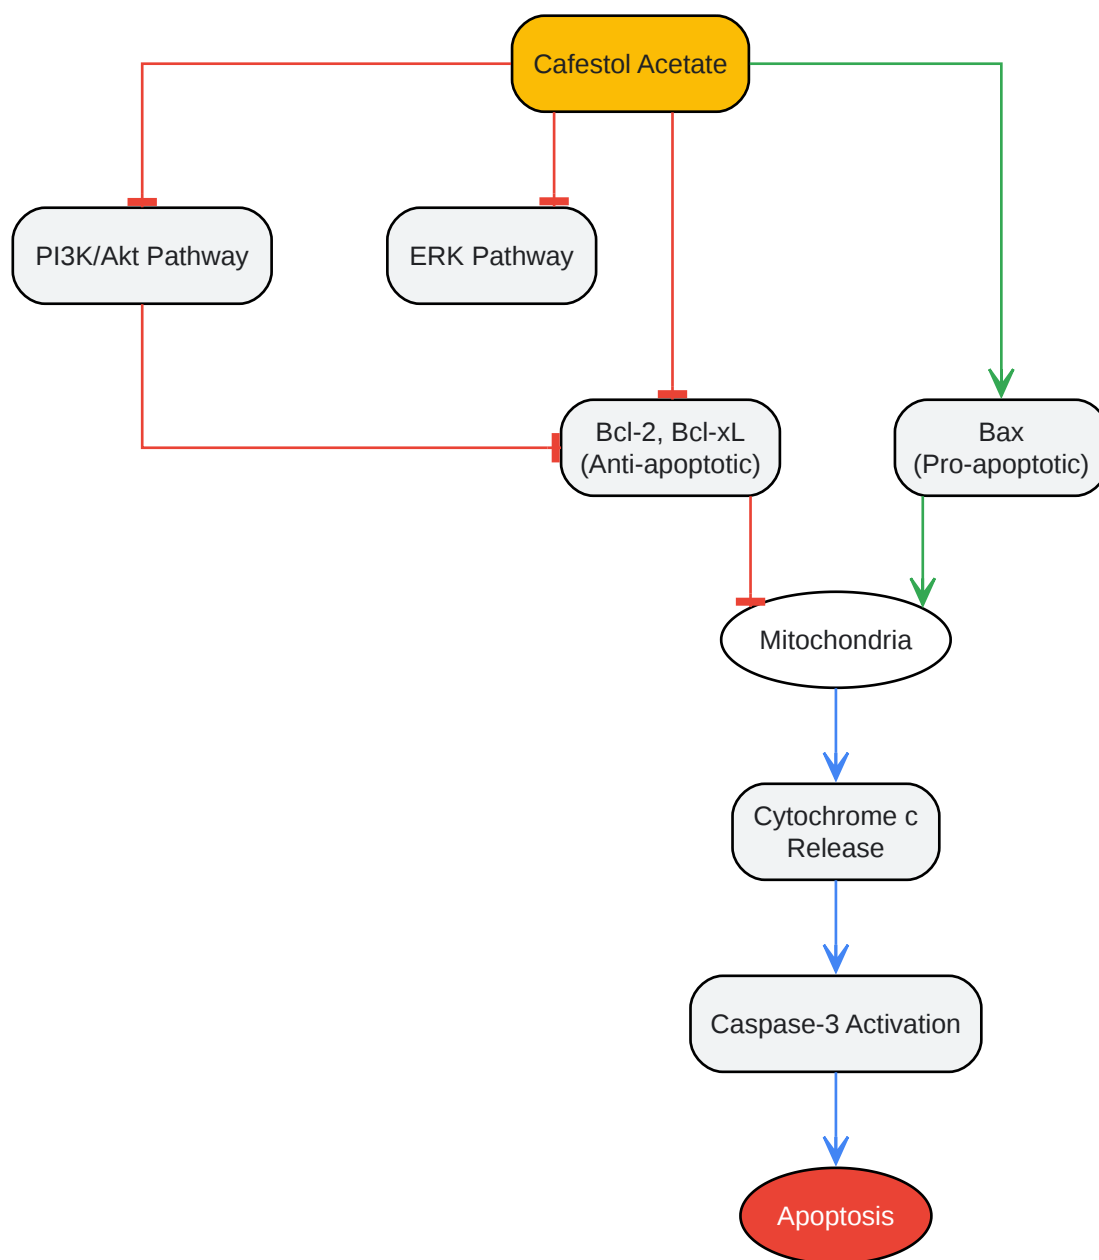 Cafestol Acetate
PI3K/Akt Pathway
ERK Pathway
Bcl-2, Bcl-xL
(Anti-apoptotic)
Bax
(Pro-apoptotic)
Mitochondria
Cytochrome c
Release
Caspase-3 Activation
Apoptosis